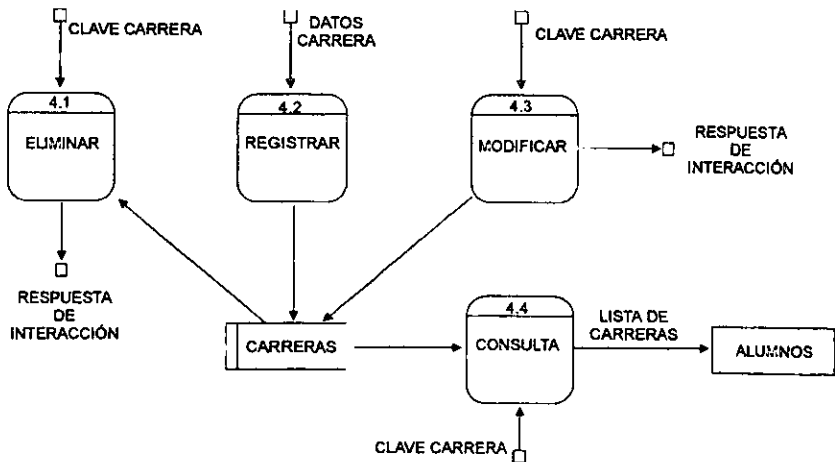 CLAVE CARRERA
DATOS
CARRERA
CLAVE CARRERA
4.1
ELIMINAR
4.2
REGISTRAR
4.3
MODIFICAR
RESPUESTA
DE
INTERACCIÓN
RESPUESTA
DE
INTERACCIÓN
CARRERAS
4.4
CONSULTA
LISTA DE
CARRERAS
ALUMNOS
CLAVE CARRERA